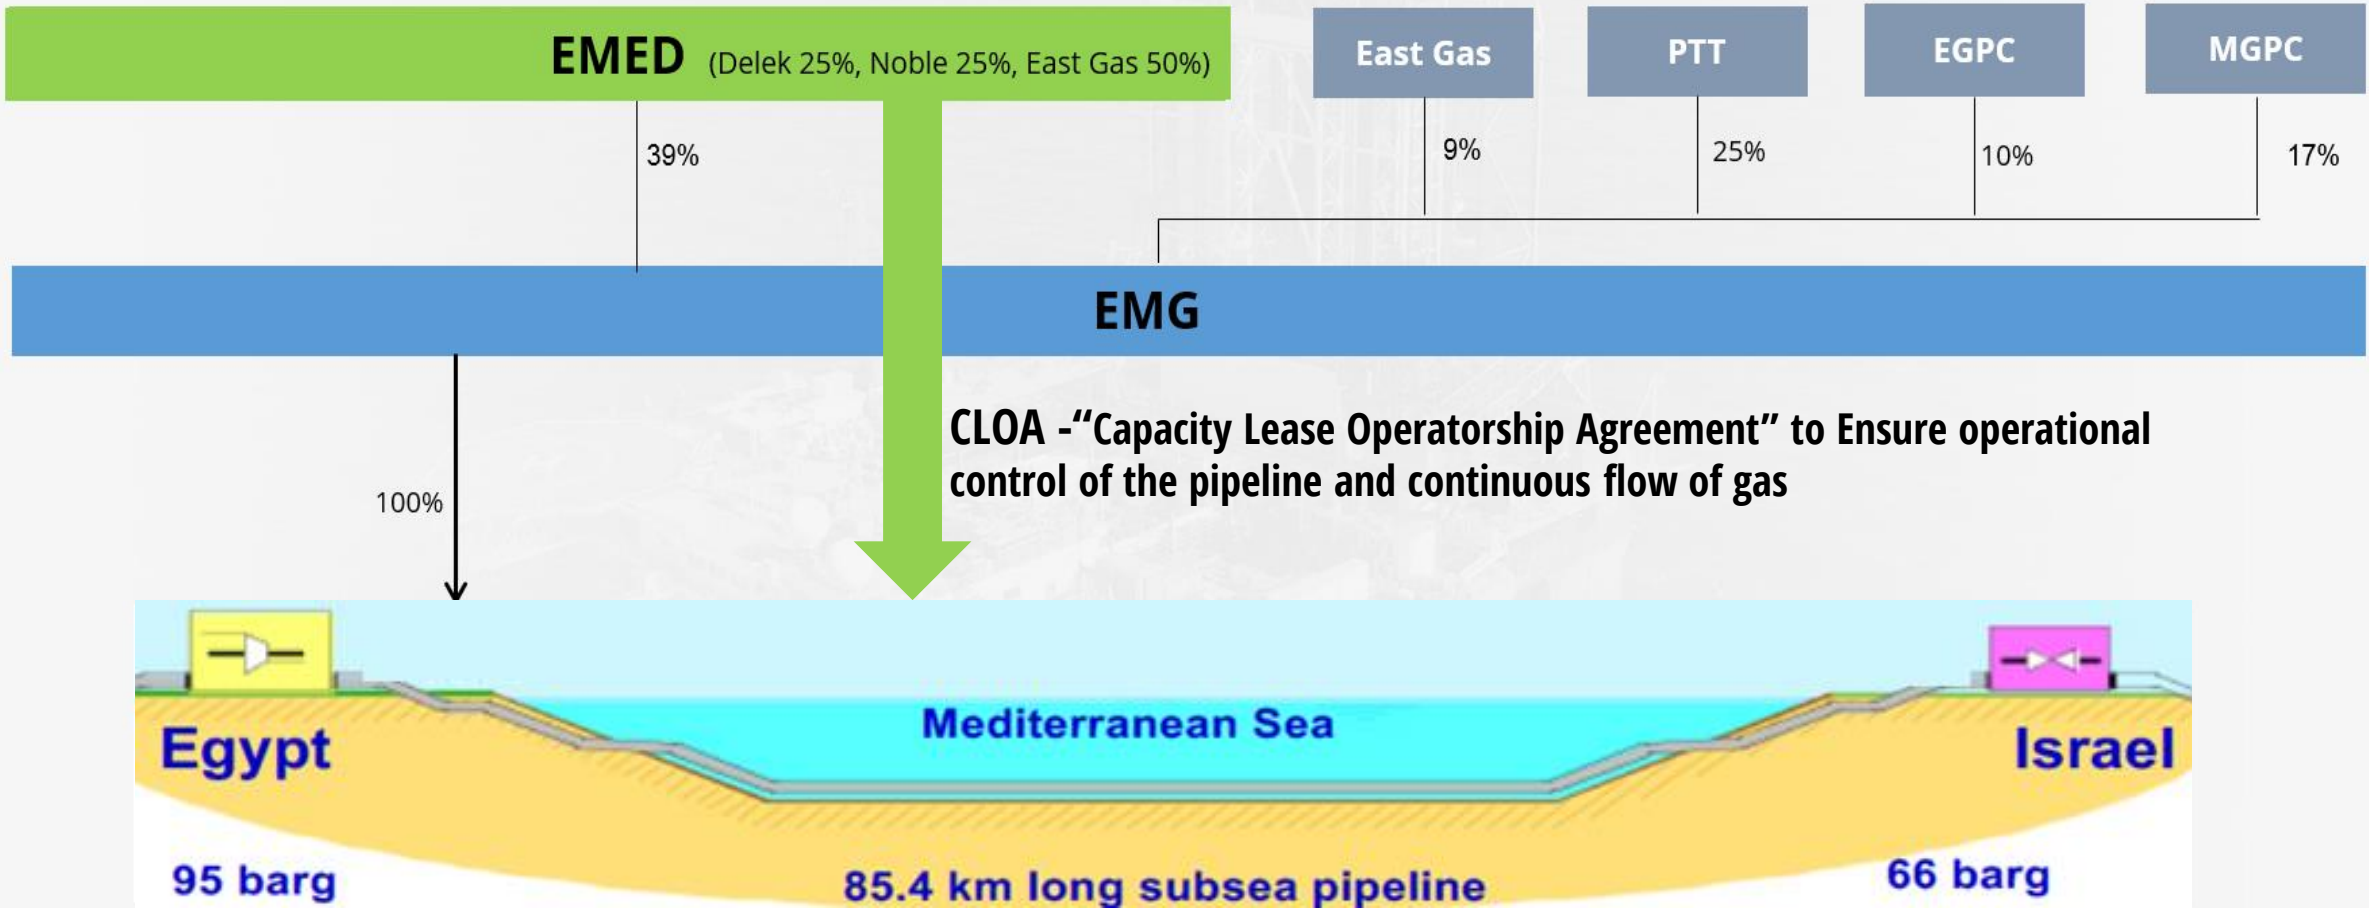 EMED (Delek 25%, Noble 25%, East Gas 50%)
East Gas
PTT
EGPC
MGPC
39%
9%
25%
10%
17%
EMG
CLOA -“Capacity Lease Operatorship Agreement” to Ensure operational
control of the pipeline and continuous flow of gas
100%
Mediterranean Sea
Egypt
Israel
95 barg
85.4 km long subsea pipeline
66 barg